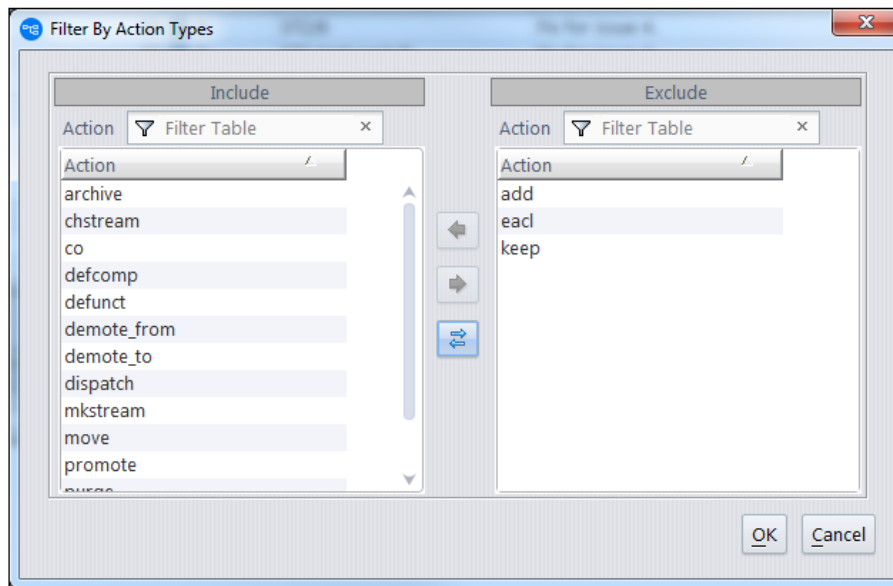 Filter By Action Types
Include
Exclude
Action Filter Table
Action Filter Table
Action
Action
archive
chstream
co
defcomp
defunct
demote_from
demote_to
dispatch
mkstream
move
promote
purge
add
eacl
keep
OK
Cancel